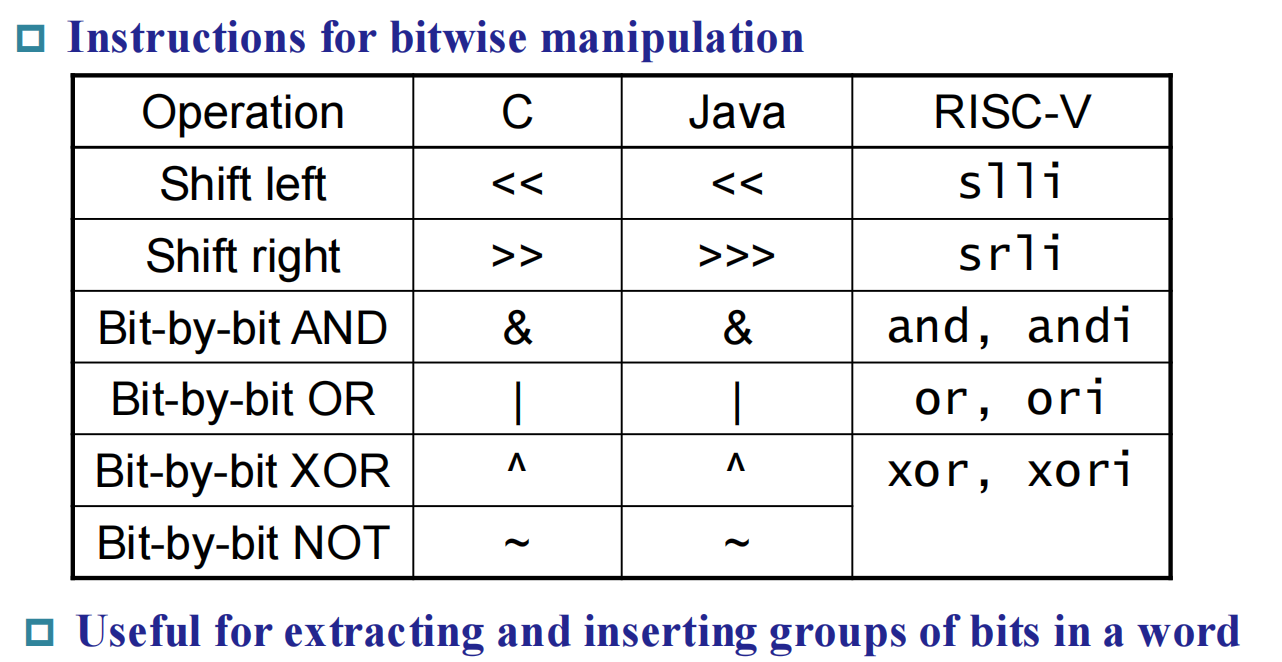 Instructions for bitwise manipulation
Operation C Java RISC-V
Shift left << << slli
Shift right >> >>> srli
Bit-by-bit AND & & and, andi
Bit-by-bit OR | | or, ori
Bit-by-bit XOR ^ ^ xor, xori
Bit-by-bit NOT ~ ~
Useful for extracting and inserting groups of bits in a word